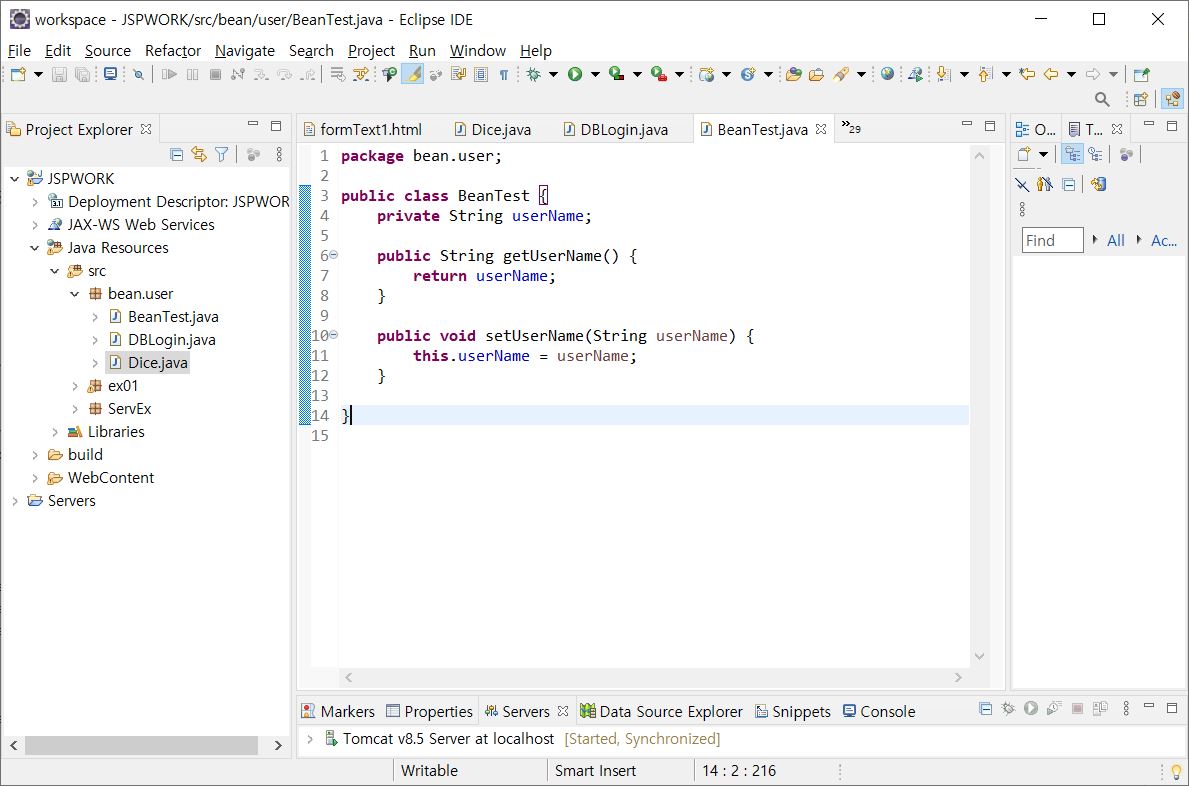 workspace - JSPWORK/src/bean/user/BeanTest.java - Eclipse IDE
File Edit Source Refactor Navigate Search Project Run Window Help
Project Explorer
JSPWORK
Deployment Descriptor: JSPWOR
JAX-WS Web Services
Java Resources
src
bean.user
BeanTest.java
DBLogin.java
Dice.java
ex01
ServEx
Libraries
build
WebContent
Servers
formText1.html Dice.java DBLogin.java BeanTest.java »29
1 package bean.user;
2
3 public class BeanTest {
4 private String userName;
5
6 public String getUserName() {
7 return userName;
8 }
9
10 public void setUserName(String userName) {
11 this.userName = userName;
12 }
13
14 }
15
O... T...
Find All Ac...
Markers Properties Servers Data Source Explorer Snippets Console
Tomcat v8.5 Server at localhost [Started, Synchronized]
Writable Smart Insert 14 : 2 : 216